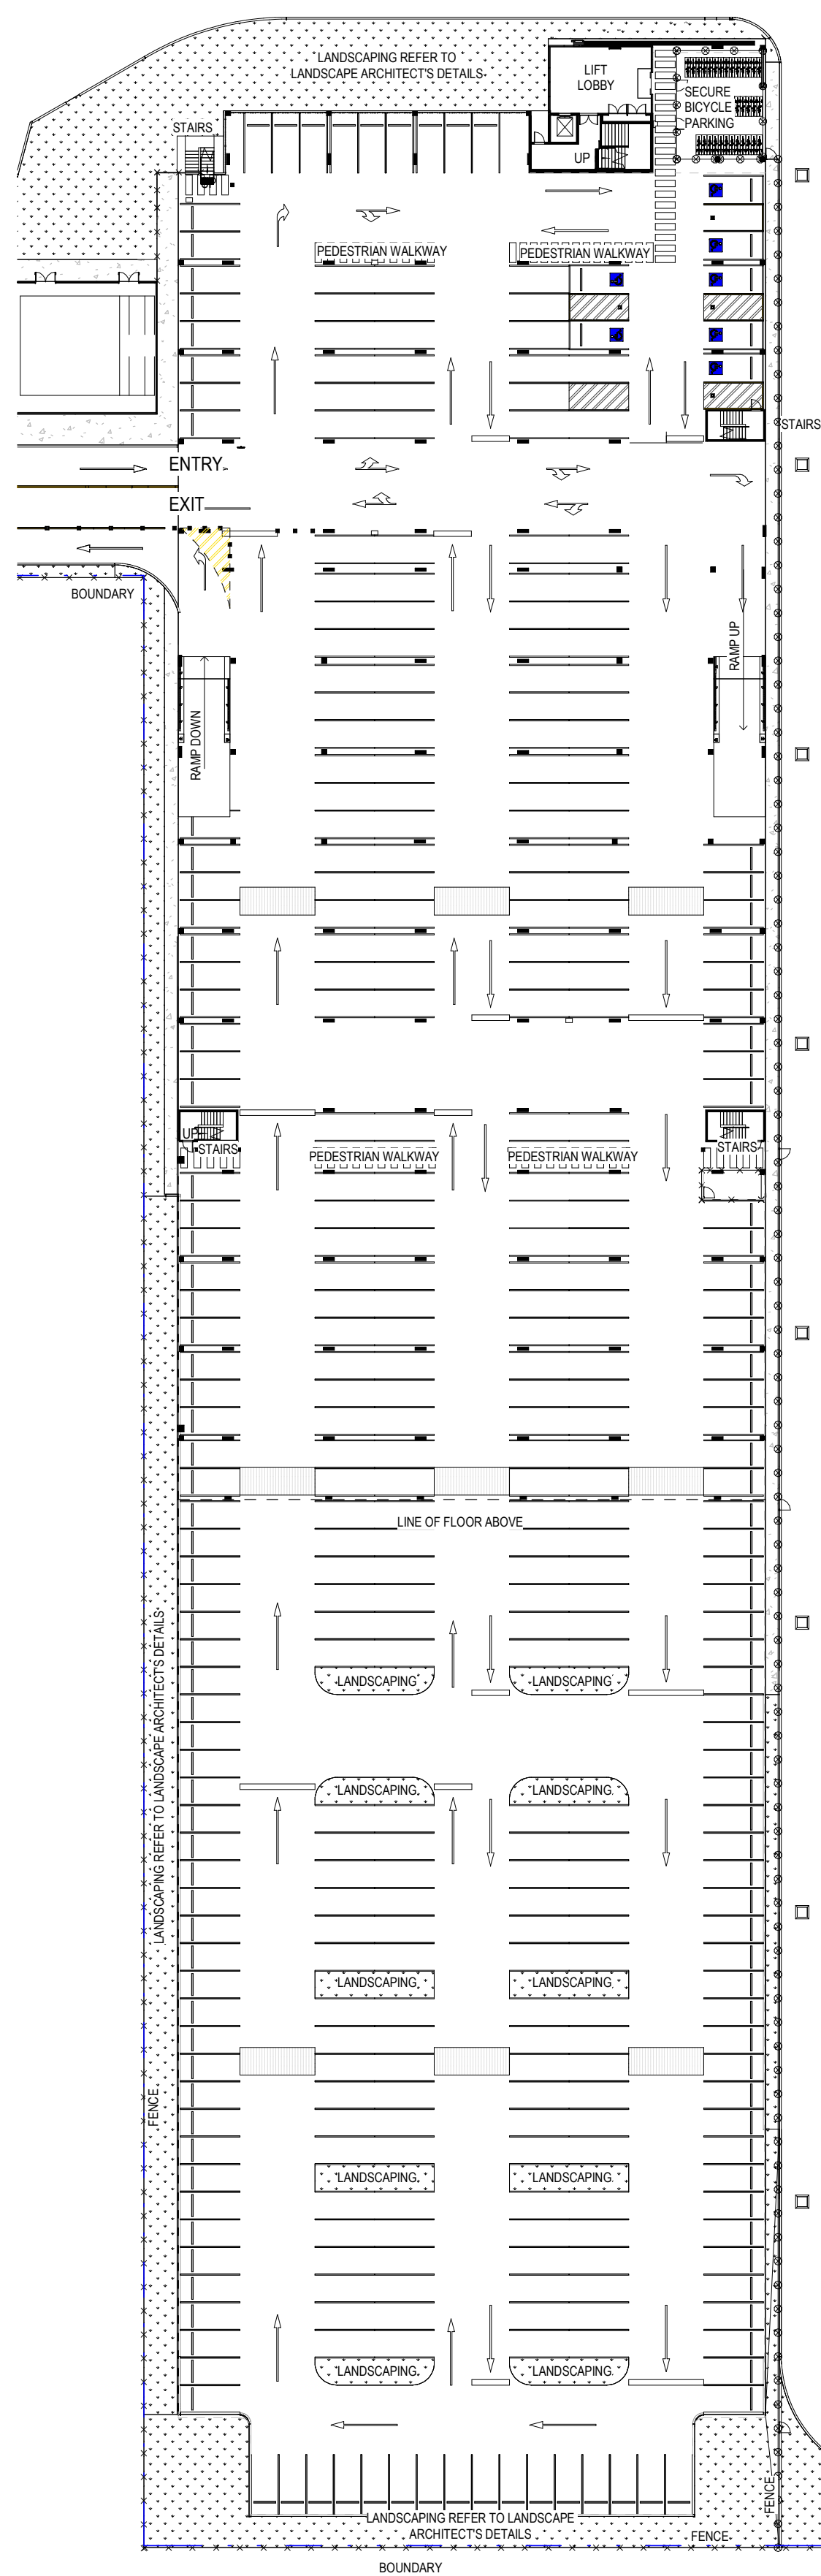 LANDSCAPING REFER TO
LANDSCAPE ARCHITECT'S DETAILS
LIFT
LOBBY
SECURE
BICYCLE
PARKING
STAIRS
UP
PEDESTRIAN WALKWAY
PEDESTRIAN WALKWAY
STAIRS
ENTRY
EXIT
BOUNDARY
RAMP UP
RAMP DOWN
UP
STAIRS
STAIRS
PEDESTRIAN WALKWAY
PEDESTRIAN WALKWAY
LINE OF FLOOR ABOVE
LANDSCAPING REFER TO LANDSCAPE ARCHITECT'S DETAILS
LANDSCAPING
LANDSCAPING
LANDSCAPING
LANDSCAPING
LANDSCAPING
LANDSCAPING
FENCE
LANDSCAPING
LANDSCAPING
LANDSCAPING
LANDSCAPING
FENCE
LANDSCAPING REFER TO LANDSCAPE
ARCHITECT'S DETAILS
FENCE
BOUNDARY